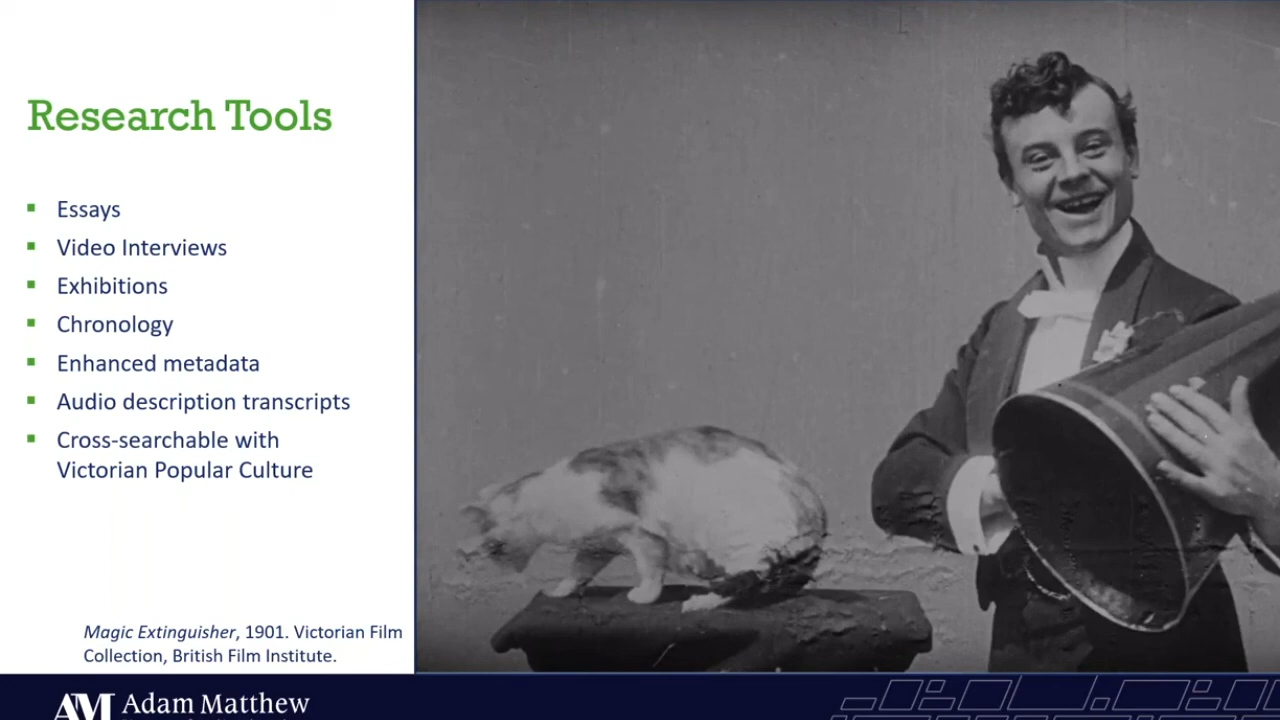 Research Tools
Essays
Video Interviews
Exhibitions
Chronology
Enhanced metadata
Audio description transcripts
Cross-searchable with
Victorian Popular Culture
Magic Extinguisher, 1901. Victorian Film
Collection, British Film Institute.
AM Adam Matthew